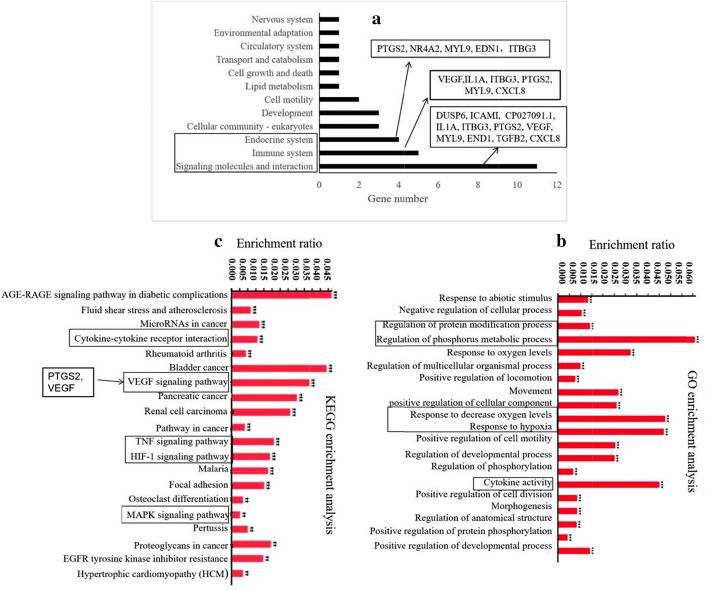 a
Nervous system
Environmental adaptation
Circulatory system
Transport and catabolism
Cell growth and death
Lipid metabolism
Cell motility
Development
Cellular community - eukaryotes
Endocrine system
Immune system
Signaling molecules and interaction
PTGS2, NR4A2, MYL9, EDN1, ITBG3
VEGF,IL1A, ITBG3, PTGS2,
MYL9, CXCL8
DUSP6, ICAMI, CP027091.1,
IL1A, ITBG3, PTGS2, VEGF,
MYL9, END1, TGFB2, CXCL8
0 2 4 6 8 10 12
Gene number
c
Enrichment ratio
0.000 0.005 0.010 0.015 0.020 0.025 0.030 0.035 0.040 0.045
AGE-RAGE signaling pathway in diabetic complications ***
Fluid shear stress and atherosclerosis ***
MicroRNAs in cancer ***
Cytokine-cytokine receptor interaction ***
Rheumatoid arthritis **
Bladder cancer ***
VEGF signaling pathway ***
Pancreatic cancer ***
Renal cell carcinoma ***
Pathway in cancer **
TNF signaling pathway ***
HIF-1 signaling pathway ***
Malaria ***
Focal adhesion ***
Osteoclast differentiation **
MAPK signaling pathway **
Pertussis **
Proteoglycans in cancer ***
EGFR tyrosine kinase inhibitor resistance **
Hypertrophic cardiomyopathy (HCM) **
PTGS2,
VEGF
KEGG enrichment analysis
b
Enrichment ratio
0.000 0.005 0.010 0.015 0.020 0.025 0.030 0.035 0.040 0.045 0.050 0.055 0.060
Response to abiotic stimulus ***
Negative regulation of cellular process ***
Regulation of protein modification process ***
Regulation of phosphorus metabolic process ***
Response to oxygen levels ***
Regulation of multicellular organismal process ***
Positive regulation of locomotion ***
Movement ***
positive regulation of cellular component ***
Response to decrease oxygen levels ***
Response to hypoxia ***
Positive regulation of cell motility ***
Regulation of developmental process ***
Regulation of phosphorylation ***
Cytokine activity ***
Positive regulation of cell division ***
Morphogenesis ***
Regulation of anatomical structure ***
Positive regulation of protein phosphorylation ***
Positive regulation of developmental process ***
GO enrichment analysis